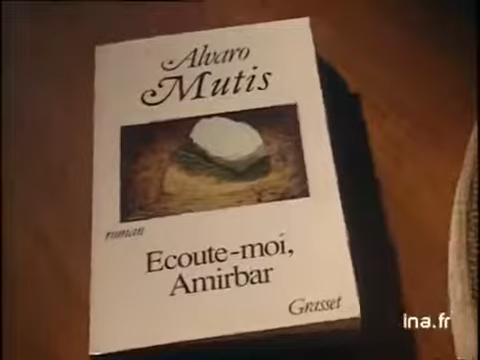 Alvaro
Mutis
roman
Ecoute-moi,
Amirbar
Grasset
ina.fr